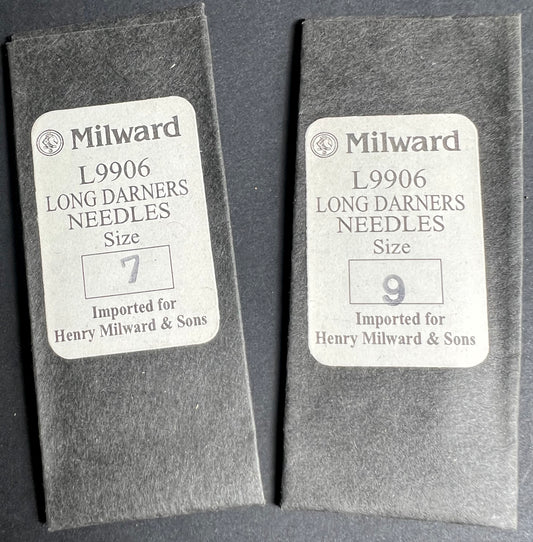 Milward
L9906
LONG DARNERS
NEEDLES
Size
7
Imported for
Henry Milward & Sons
Milward
L9906
LONG DARNERS
NEEDLES
Size
9
Imported for
Henry Milward & Sons